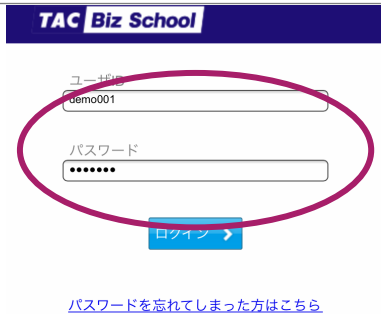 TAC Biz School
ユーザID
demo001
パスワード
•••••••
ログイン
パスワードを忘れてしまった方はこちら